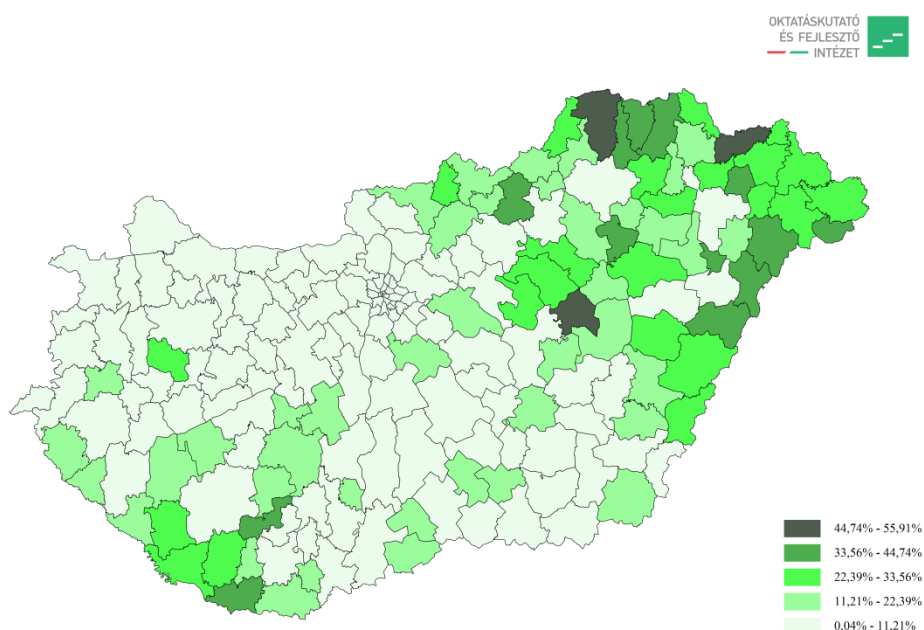 OKTATÁSKUTATÓ
ÉS FEJLESZTŐ
INTÉZET
44,74% - 55,91%
33,56% - 44,74%
22,39% - 33,56%
11,21% - 22,39%
0,04% - 11,21%